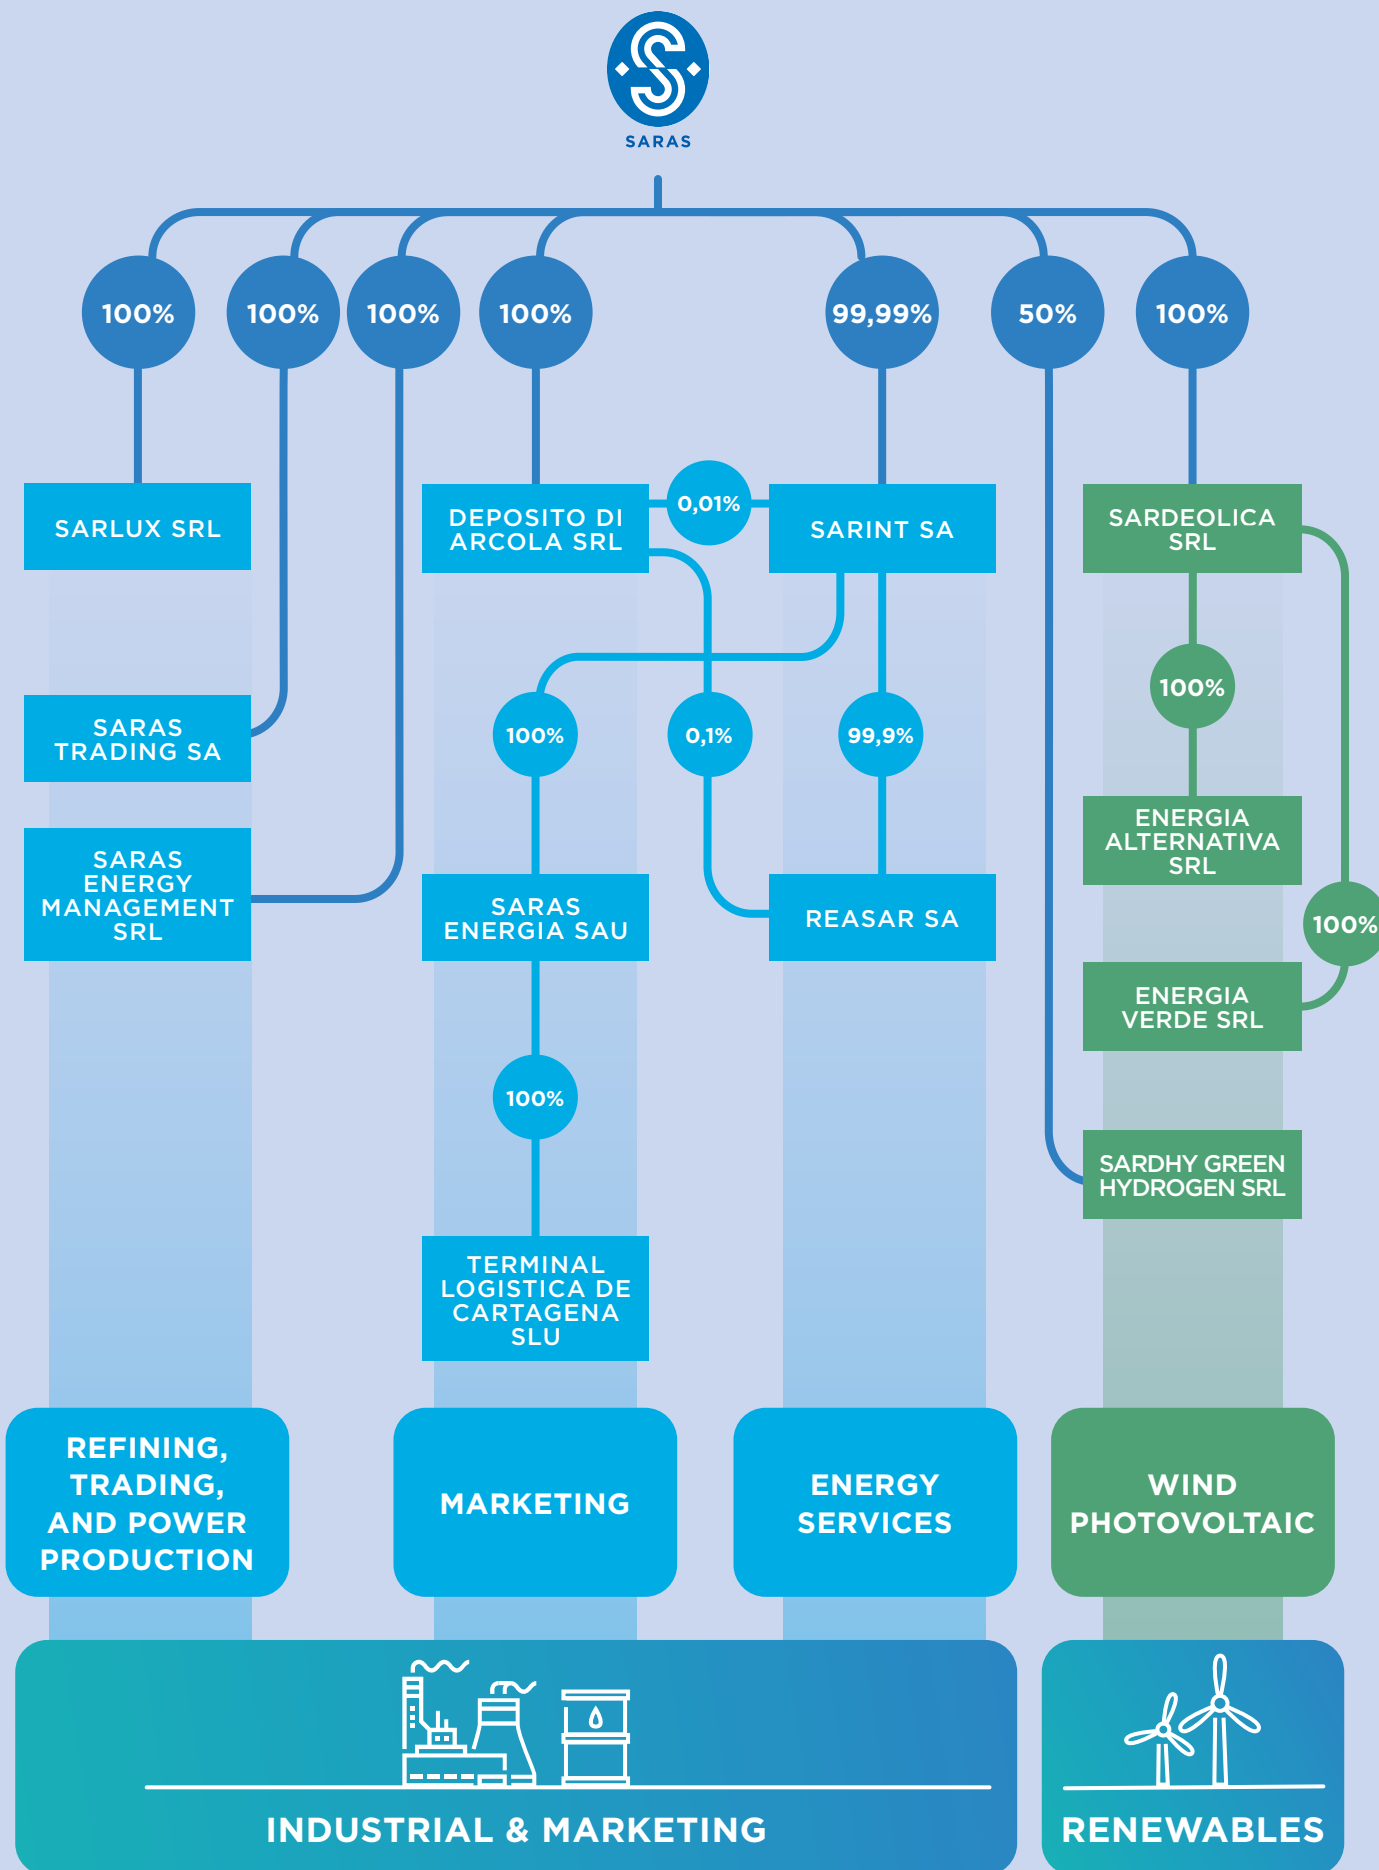 SARAS
100%
100%
100%
100%
99,99%
50%
100%
SARLUX SRL
DEPOSITO DI
ARCOLA SRL
0,01%
SARINT SA
SARDEOLICA
SRL
100%
SARAS
TRADING SA
100%
0,1%
99,9%
ENERGIA
ALTERNATIVA
SRL
SARAS
ENERGY
MANAGEMENT
SRL
SARAS
ENERGIA SAU
REASAR SA
100%
ENERGIA
VERDE SRL
100%
SARDHY GREEN
HYDROGEN SRL
TERMINAL
LOGISTICA DE
CARTAGENA
SLU
REFINING,
TRADING,
AND POWER
PRODUCTION
MARKETING
ENERGY
SERVICES
WIND
PHOTOVOLTAIC
INDUSTRIAL & MARKETING
RENEWABLES